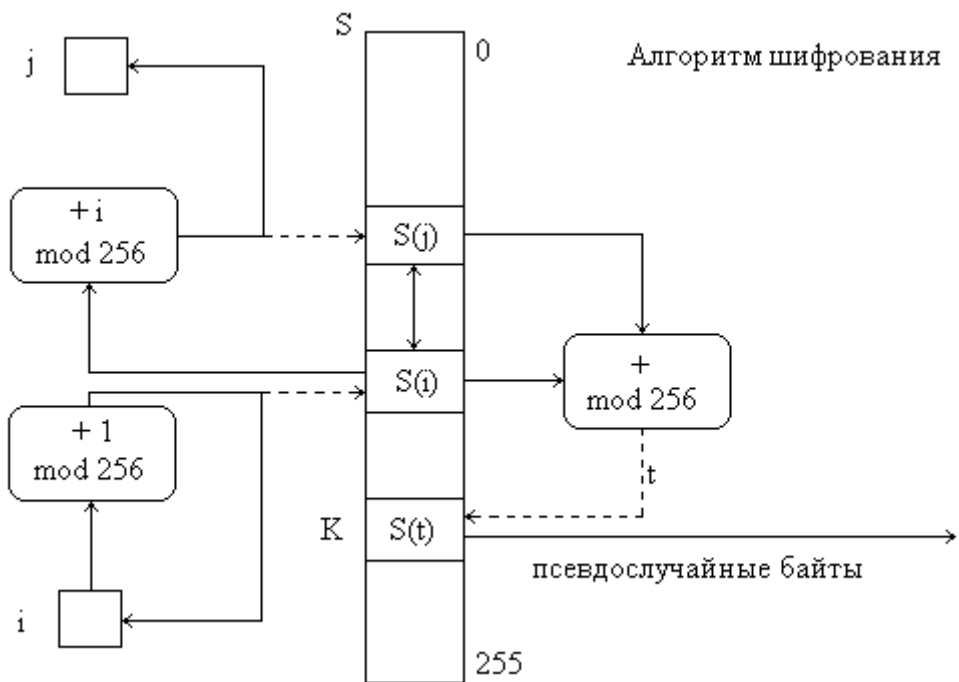 S
j
0
Алгоритм шифрования
+ i
mod 256
S(j)
S(i)
+
mod 256
+ 1
mod 256
t
K
S(t)
псевдослучайные байты
i
255